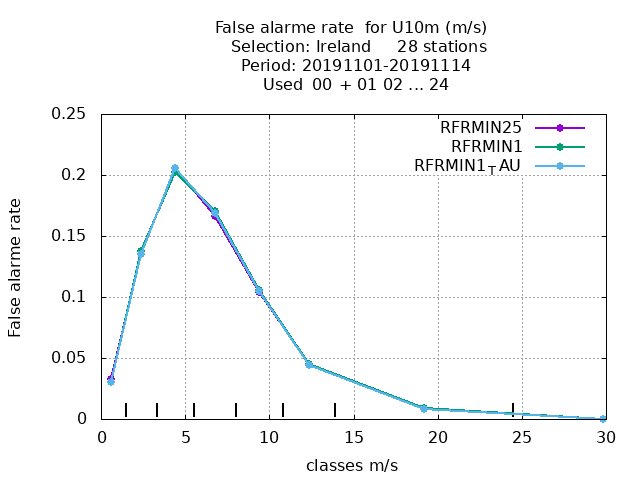 False alarme rate  for U10m (m/s)
Selection: Ireland     28 stations
Period: 20191101-20191114
Used  00 + 01 02 ... 24
RFRMIN25
RFRMIN1
RFRMIN1TAU
False alarme rate
0.25
0.2
0.15
0.1
0.05
0
0 5 10 15 20 25 30
classes m/s